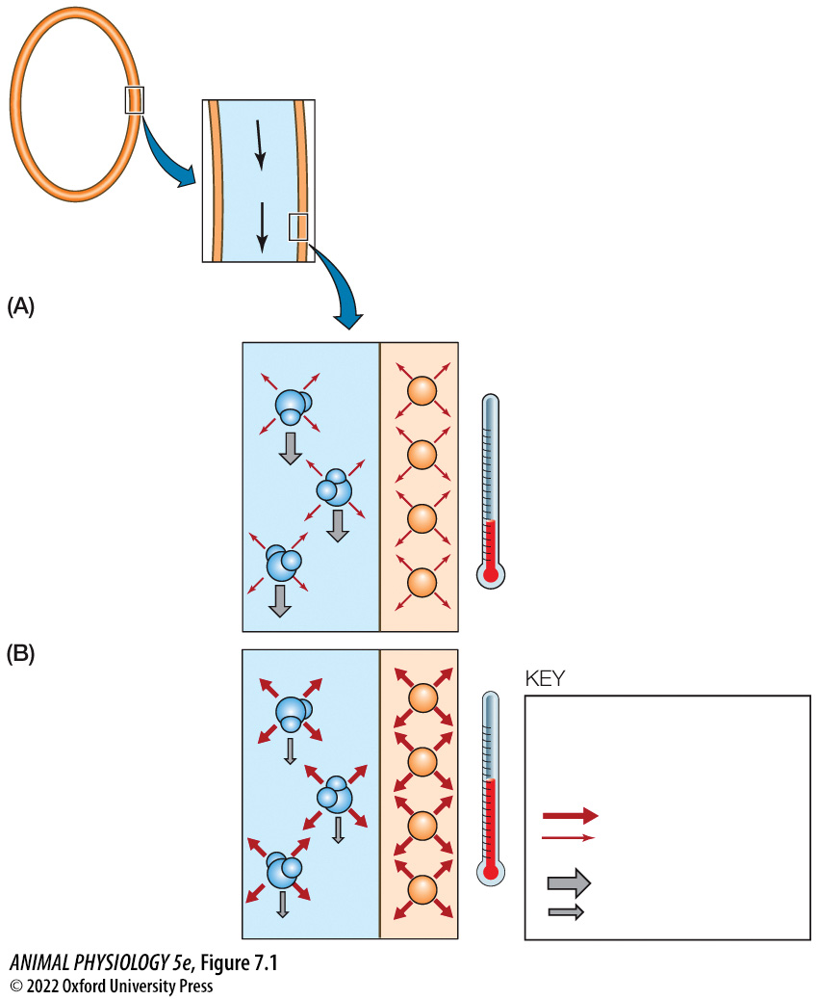 (A)
(B)
KEY
ANIMAL PHYSIOLOGY 5e, Figure 7.1
© 2022 Oxford University Press